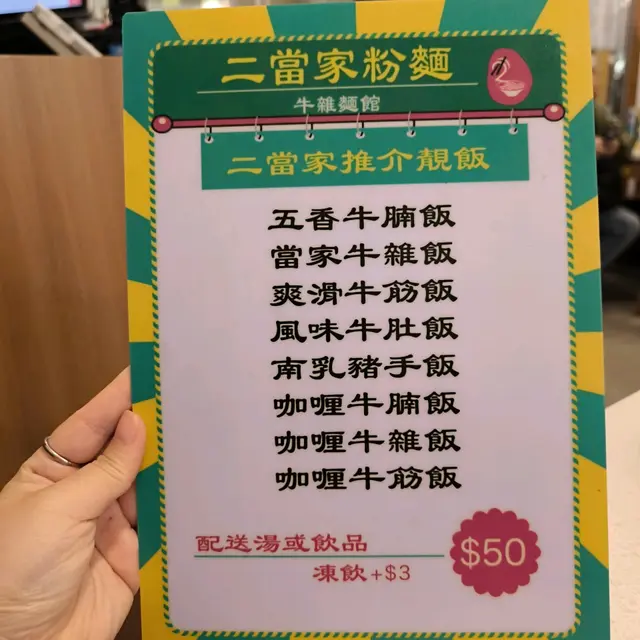 二當家粉麵
牛雜麵館
二當家推介靚飯
五香牛腩飯
當家牛雜飯
爽滑牛筋飯
風味牛肚飯
南乳豬手飯
咖喱牛腩飯
咖喱牛雜飯
咖喱牛筋飯
配送湯或飲品
凍飲+$3
$50